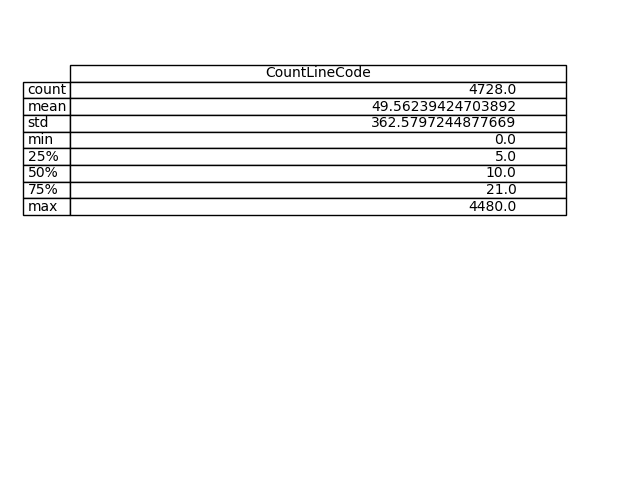 CountLineCode
count 4728.0
mean 49.56239424703892
std 362.5797244877669
min 0.0
25% 5.0
50% 10.0
75% 21.0
max 4480.0